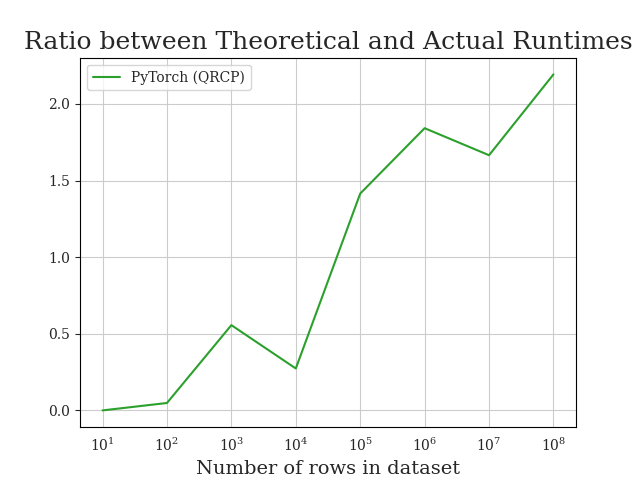 Ratio between Theoretical and Actual Runtimes
PyTorch (QRCP)
2.0
1.5
1.0
0.5
0.0
10¹ 10² 10³ 10⁴ 10⁵ 10⁶ 10⁷ 10⁸
Number of rows in dataset